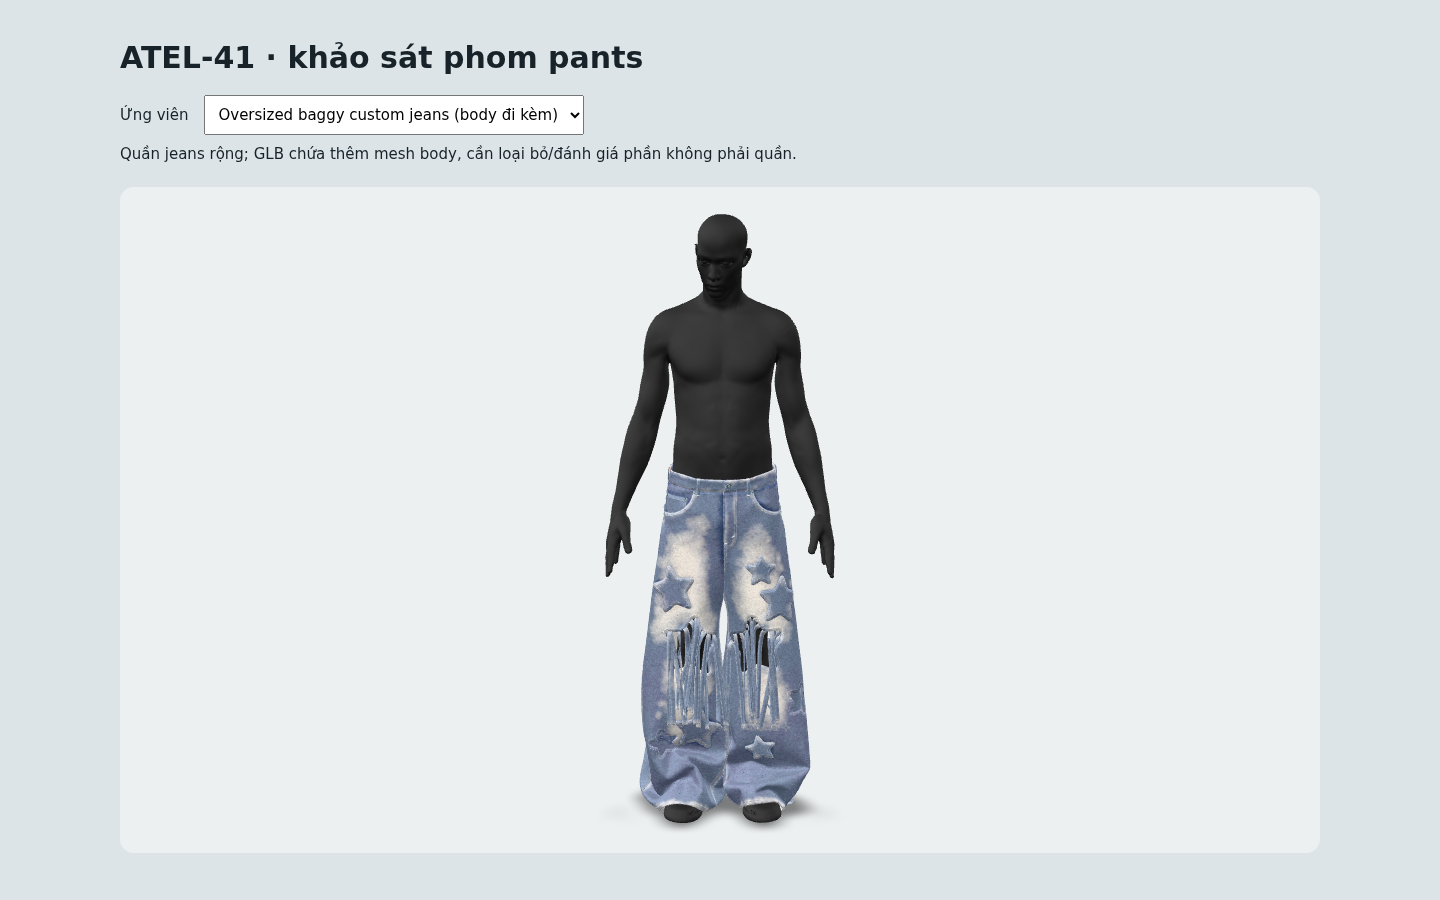 ATEL-41 · khảo sát phom pants
Ứng viên Oversized baggy custom jeans (body đi kèm)
Quần jeans rộng; GLB chứa thêm mesh body, cần loại bỏ/đánh giá phần không phải quần.